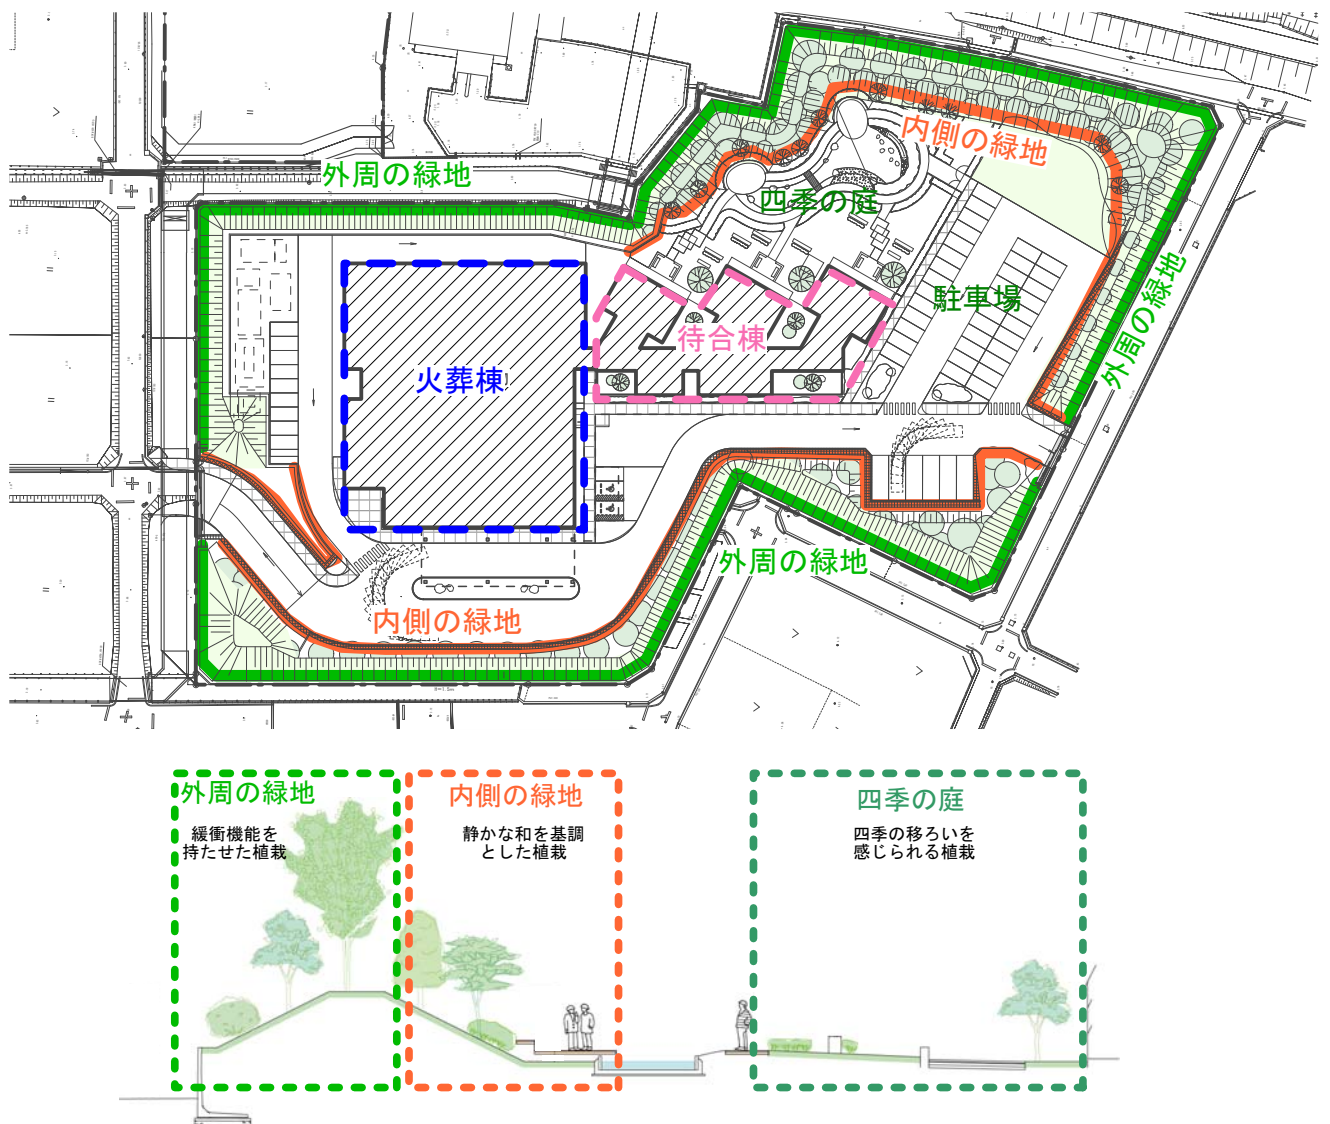 外周の緑地
内側の緑地
四季の庭
外周の緑地
駐車場
待合棟
火葬棟
外周の緑地
内側の緑地
外周の緑地
緩衝機能を
持たせた植栽
内側の緑地
静かな和を基調
とした植栽
四季の庭
四季の移ろいを
感じられる植栽